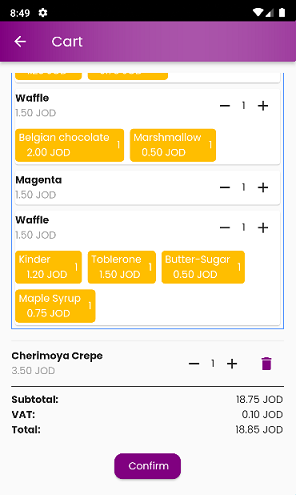 8:49
Cart
Waffle
1.50 JOD
1
Belgian chocolate
2.00 JOD
1
Marshmallow
0.50 JOD
1
Magenta
1.50 JOD
1
Waffle
1.50 JOD
1
Kinder
1.20 JOD
1
Toblerone
1.50 JOD
1
Butter-Sugar
0.50 JOD
1
Maple Syrup
0.75 JOD
1
Cherimoya Crepe
3.50 JOD
1
Subtotal: 18.75 JOD
VAT: 0.10 JOD
Total: 18.85 JOD
Confirm